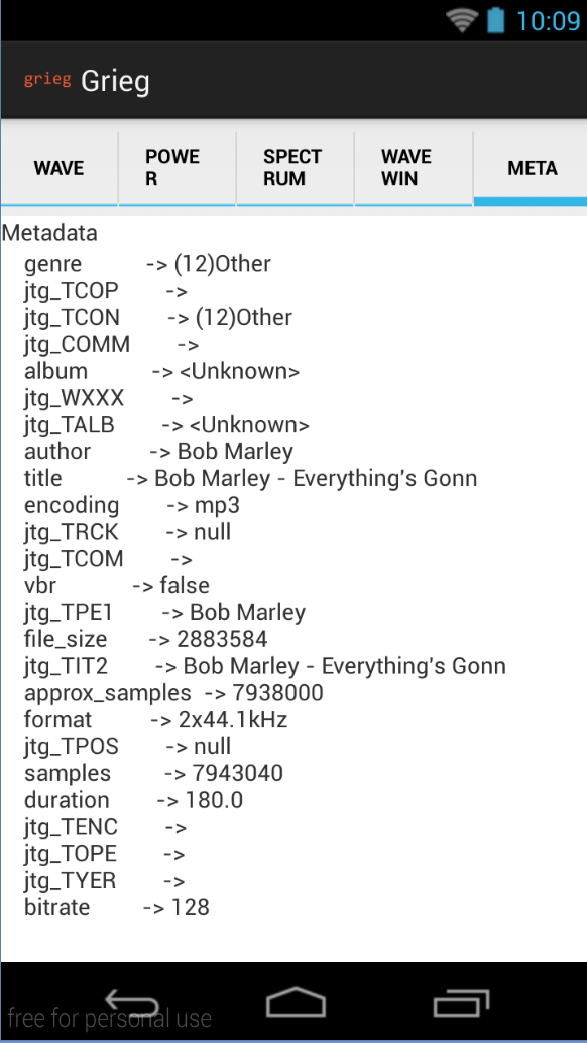 10:09
grieg Grieg
WAVE
POWE
R
SPECT
RUM
WAVE
WIN
META
Metadata
genre -> (12)Other
jtg_TCOP ->
jtg_TCON -> (12)Other
jtg_COMM ->
album -> <Unknown>
jtg_WXXX ->
jtg_TALB -> <Unknown>
author -> Bob Marley
title -> Bob Marley - Everything's Gonn
encoding -> mp3
jtg_TRCK -> null
jtg_TCOM ->
vbr -> false
jtg_TPE1 -> Bob Marley
file_size -> 2883584
jtg_TIT2 -> Bob Marley - Everything's Gonn
approx_samples -> 7938000
format -> 2x44.1kHz
jtg_TPOS -> null
samples -> 7943040
duration -> 180.0
jtg_TENC ->
jtg_TOPE ->
jtg_TYER ->
bitrate -> 128
free for personal use